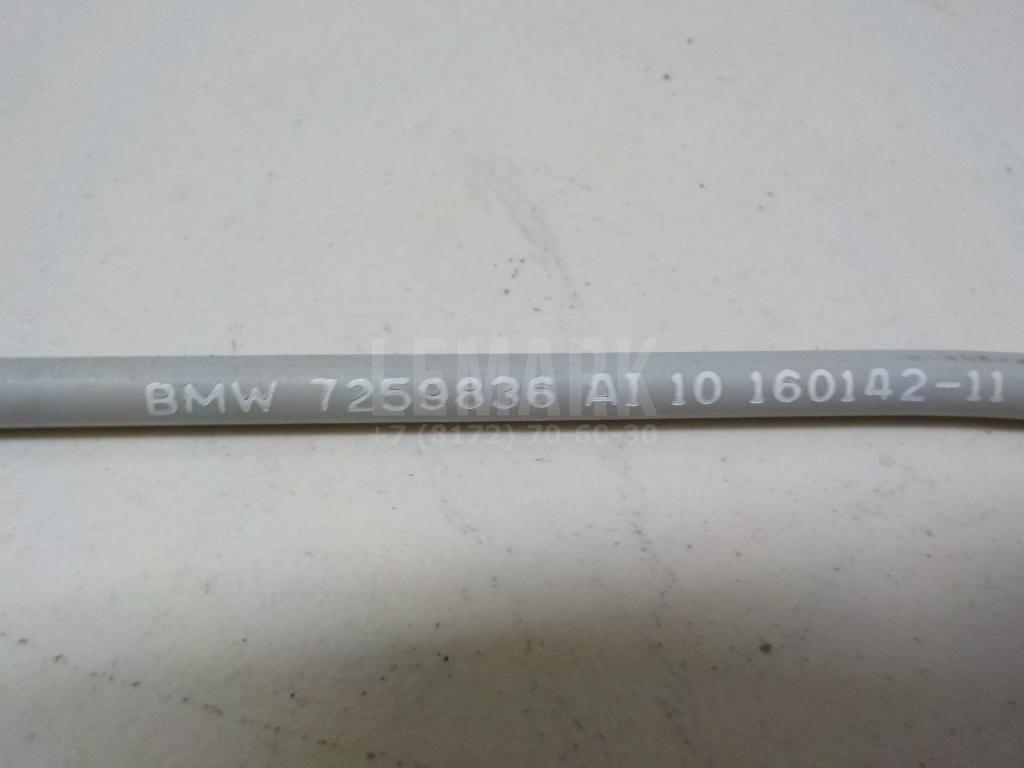 LEMARK
BMW 7259836 AI 10 160142-11
+7 (8172) 70-60-30